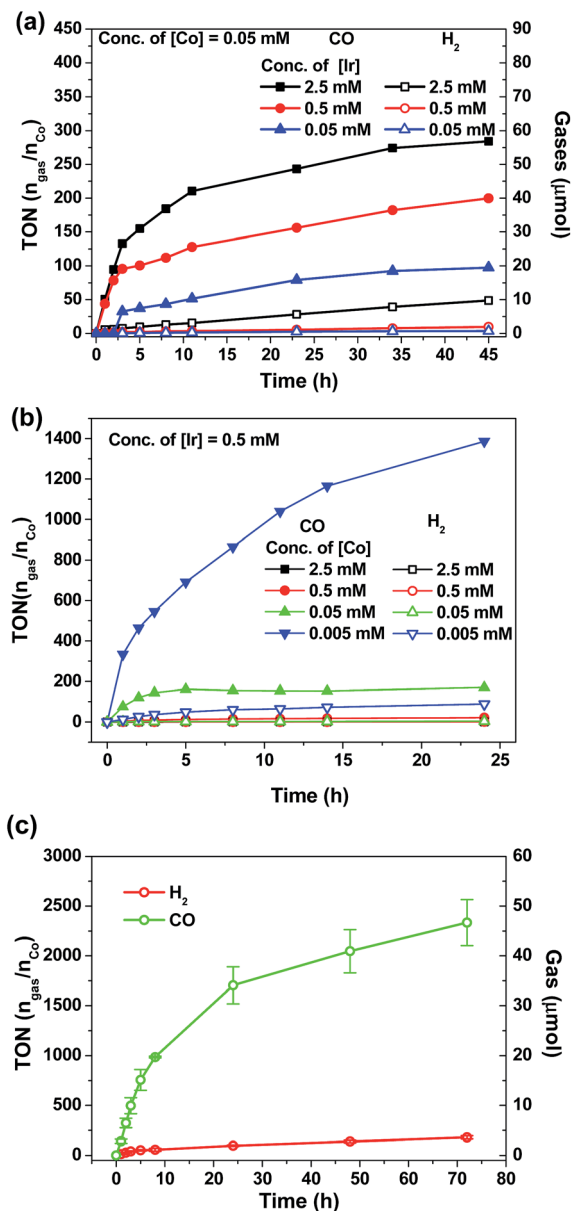 (a)
Conc. of [Co] = 0.05 mM CO H2
Conc. of [Ir]
2.5 mM 2.5 mM
0.5 mM 0.5 mM
0.05 mM 0.05 mM
450
400
350
300
250
200
150
100
50
0
TON (ngas/nCo)
90
80
70
60
50
40
30
20
10
0
Gases (μmol)
0 5 10 15 20 25 30 35 40 45
Time (h)
(b)
Conc. of [Ir] = 0.5 mM
CO H2
Conc. of [Co]
2.5 mM 2.5 mM
0.5 mM 0.5 mM
0.05 mM 0.05 mM
0.005 mM 0.005 mM
1400
1200
1000
800
600
400
200
0
TON(ngas/nCo)
0 5 10 15 20 25
Time (h)
(c)
H2
CO
3000
2500
2000
1500
1000
500
0
TON (ngas/nCo)
60
50
40
30
20
10
0
Gas (μmol)
0 10 20 30 40 50 60 70 80
Time (h)